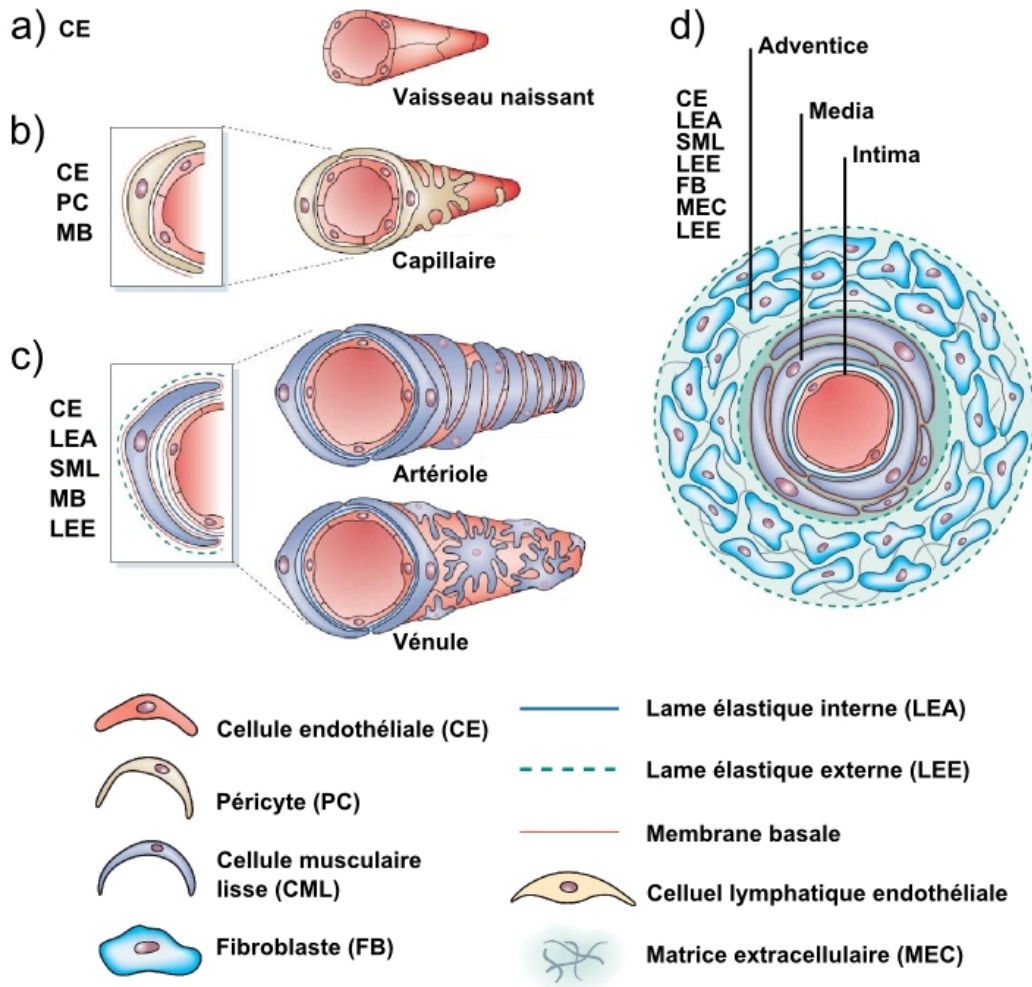 a) CE
Vaisseau naissant
b)
CE
PC
MB
Capillaire
c)
CE
LEA
SML
MB
LEE
Artériole
Vénule
d)
Adventice
CE
LEA
SML
LEE
FB
MEC
LEE
Media
Intima
Cellule endothéliale (CE)
Péricyte (PC)
Cellule musculaire
lisse (CML)
Fibroblaste (FB)
Lame élastique interne (LEA)
Lame élastique externe (LEE)
Membrane basale
Celluel lymphatique endothéliale
Matrice extracellulaire (MEC)